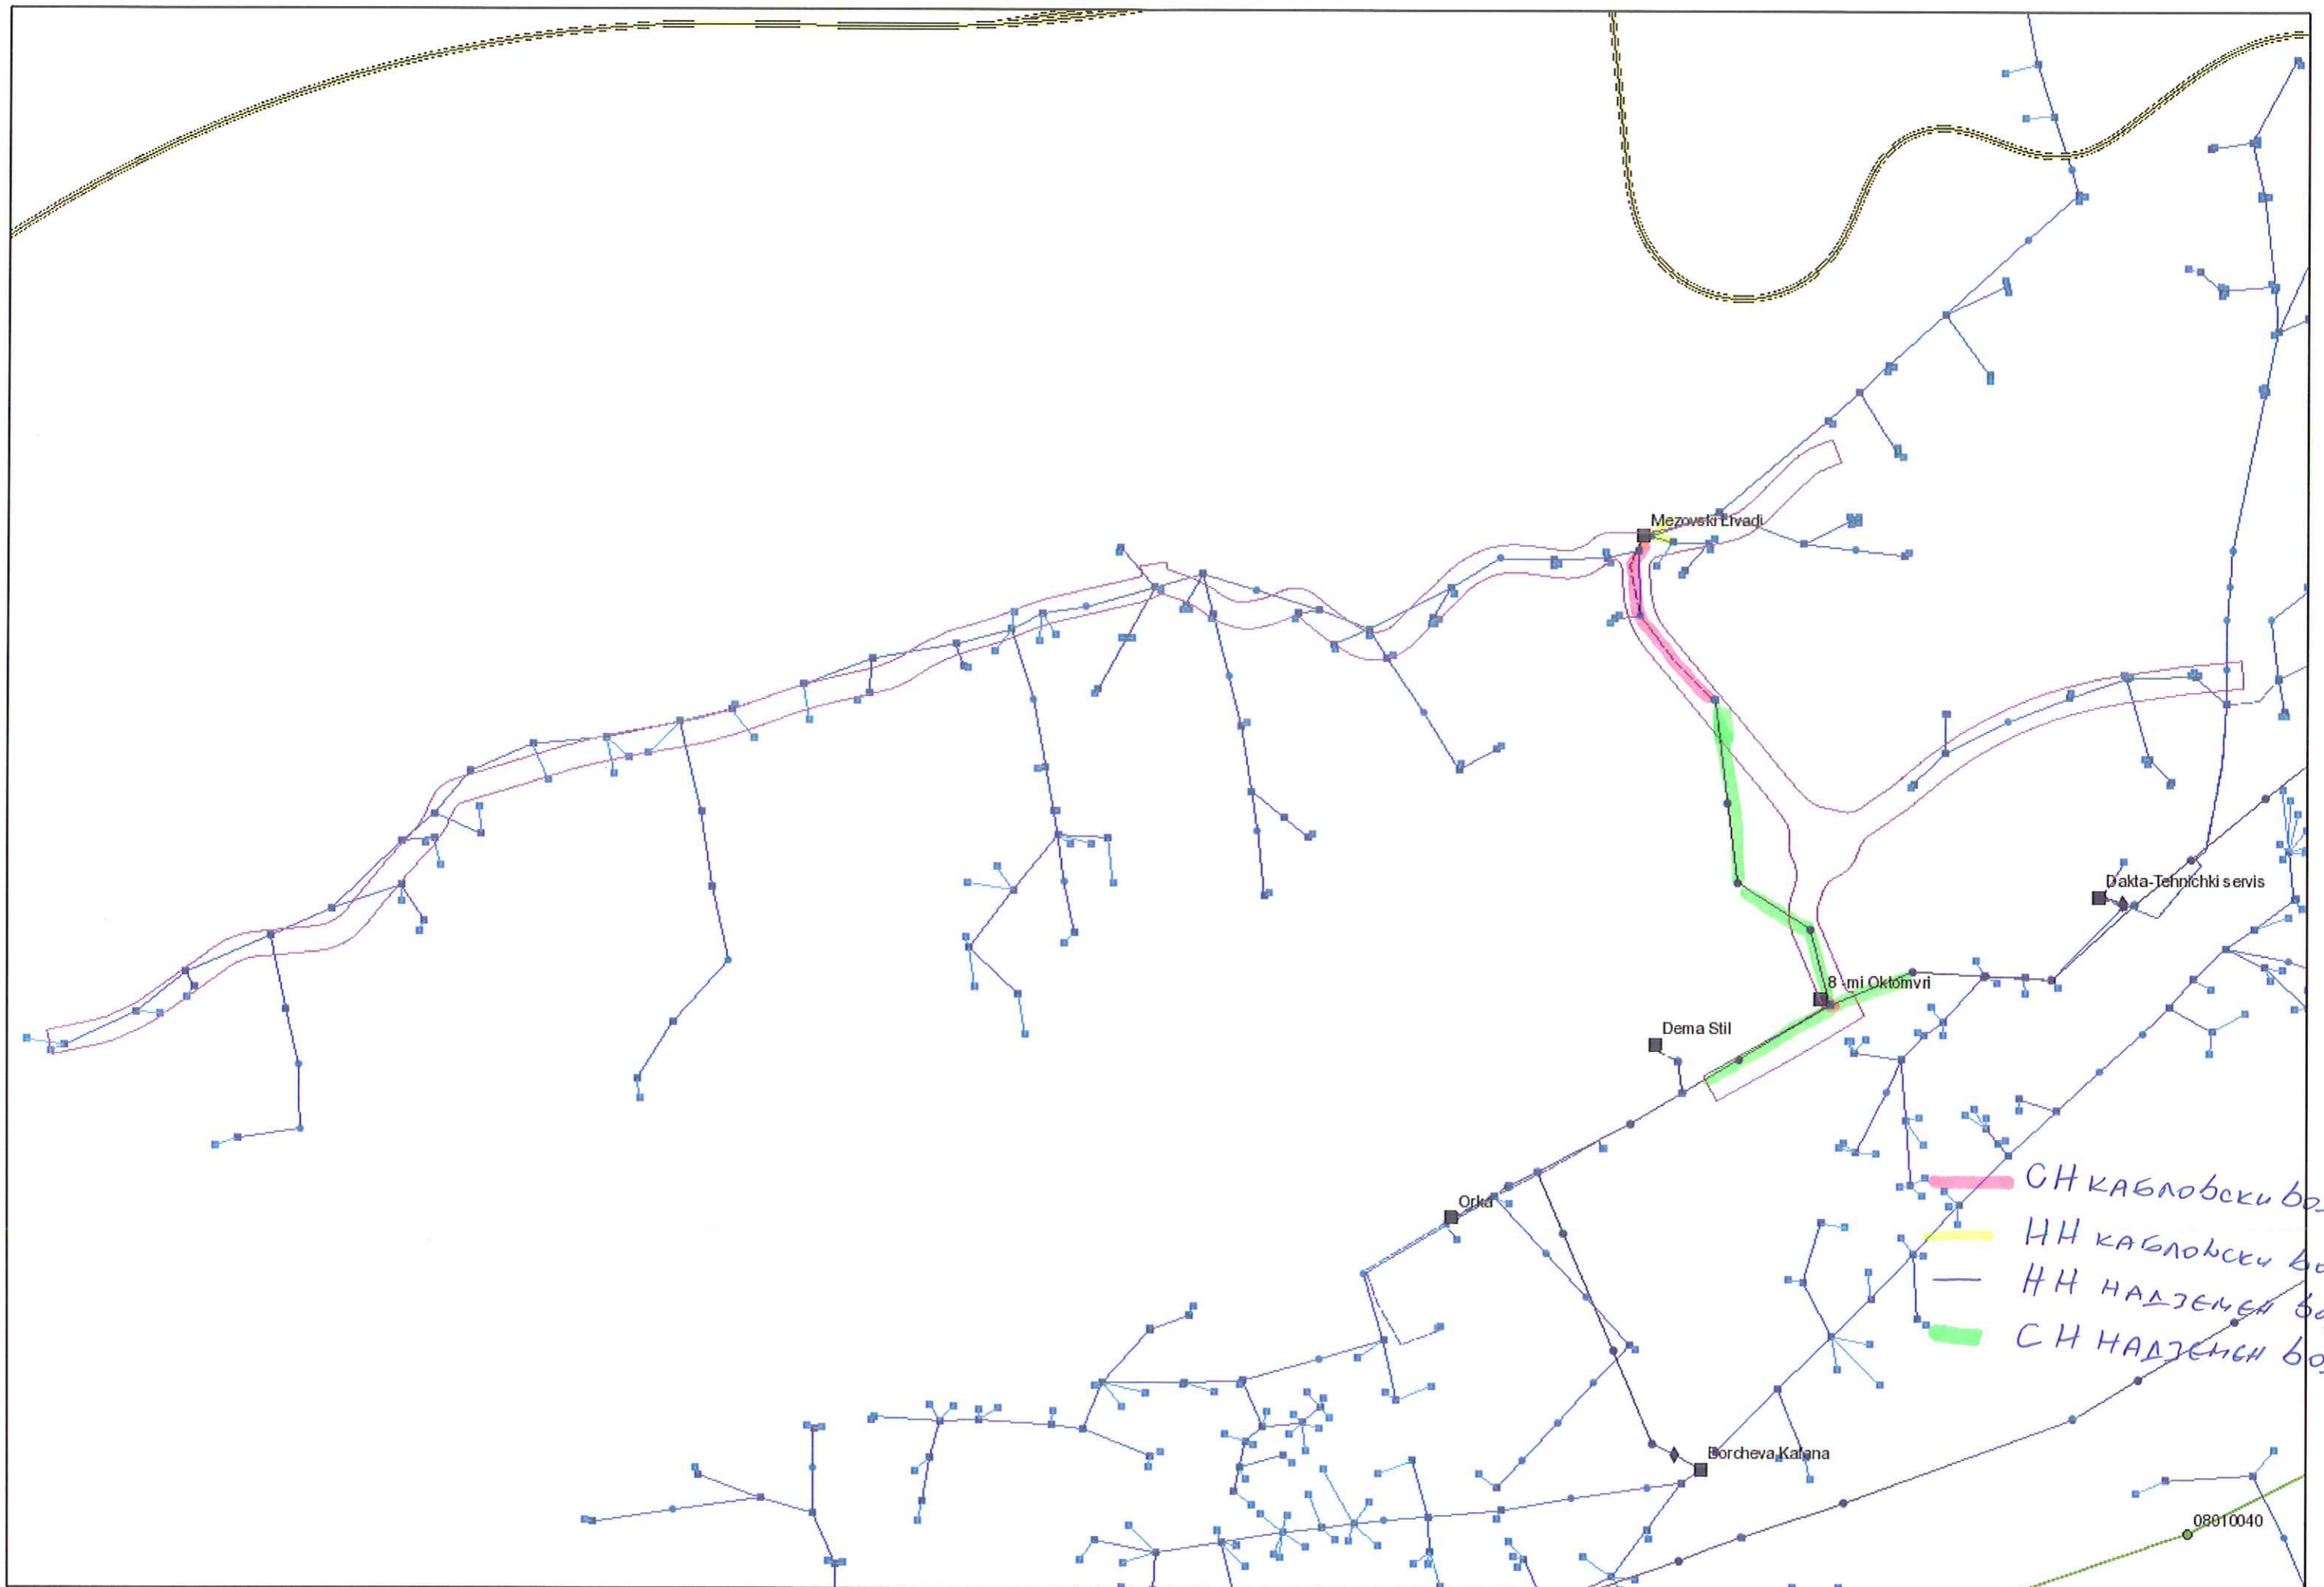 Mezovski Livadi
Dakta-Tehnichki servis
8 -mi Oktomvri
Dema Stil
Orka
СН кабловски
НН кабловски
НН надземен
СН надземен
Borcheva Kafana
08010040